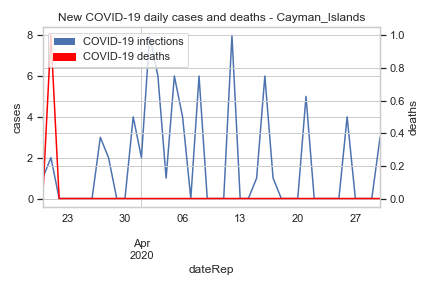 New COVID-19 daily cases and deaths - Cayman_Islands
COVID-19 infections
COVID-19 deaths
8
6
4
2
0
cases
1.0
0.8
0.6
0.4
0.2
0.0
deaths
23 30 06 13 20 27
Apr
2020
dateRep